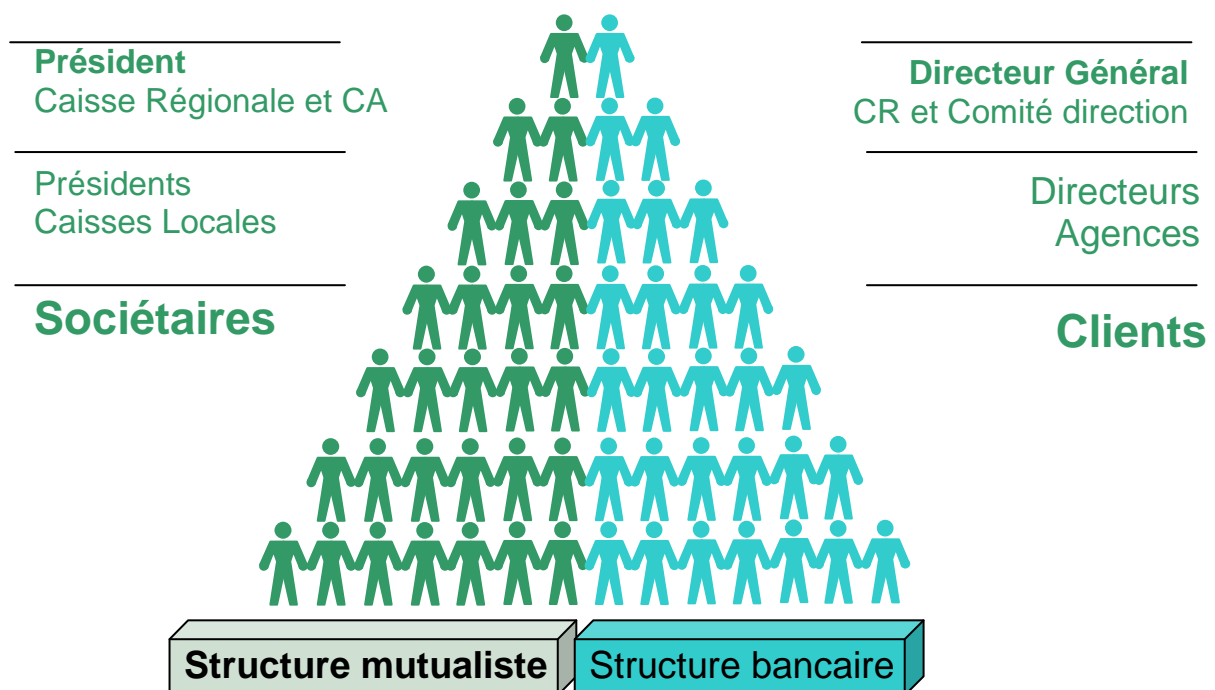 Président
Caisse Régionale et CA
Directeur Général
CR et Comité direction
Présidents
Caisses Locales
Directeurs
Agences
Sociétaires
Clients
Structure mutualiste
Structure bancaire